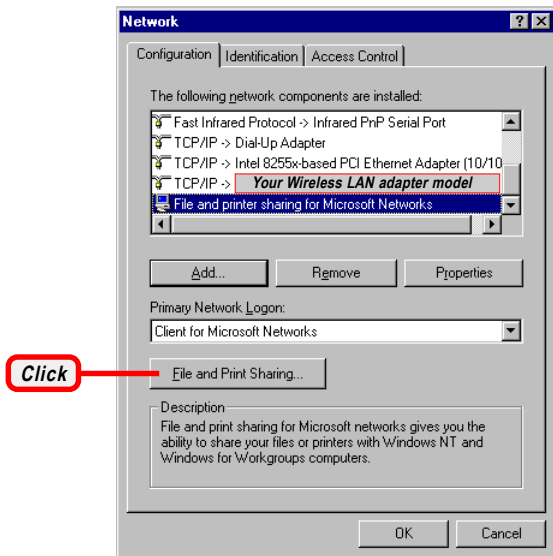 Network
Configuration
Identification
Access Control
The following network components are installed:
Fast Infrared Protocol -> Infrared PnP Serial Port
TCP/IP -> Dial-Up Adapter
TCP/IP -> Intel 8255x-based PCI Ethernet Adapter (10/10
TCP/IP -> Your Wireless LAN adapter model
File and printer sharing for Microsoft Networks
Add...
Remove
Properties
Primary Network Logon:
Client for Microsoft Networks
Click
File and Print Sharing...
Description
File and print sharing for Microsoft networks gives you the
ability to share your files or printers with Windows NT and
Windows for Workgroups computers.
OK
Cancel